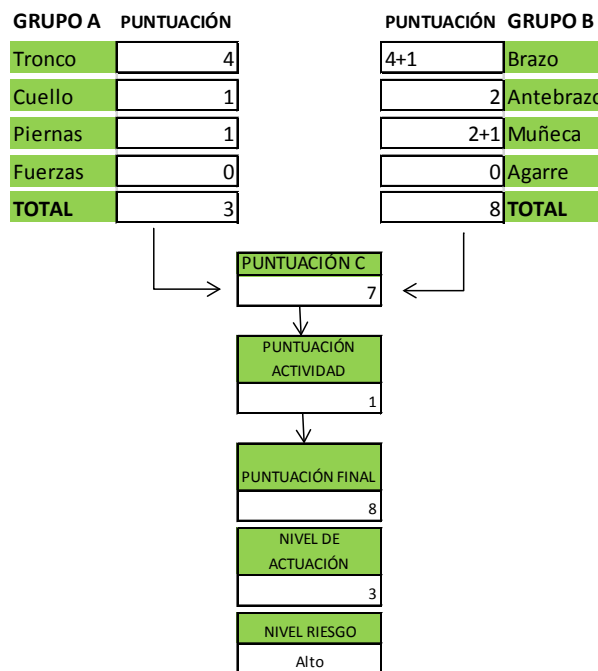 GRUPO A PUNTUACIÓN PUNTUACIÓN GRUPO B
Tronco 4 4+1 Brazo
Cuello 1 2 Antebrazo
Piernas 1 2+1 Muñeca
Fuerzas 0 0 Agarre
TOTAL 3 8 TOTAL
PUNTUACIÓN C
7
PUNTUACIÓN
ACTIVIDAD
1
PUNTUACIÓN FINAL
8
NIVEL DE
ACTUACIÓN
3
NIVEL RIESGO
Alto